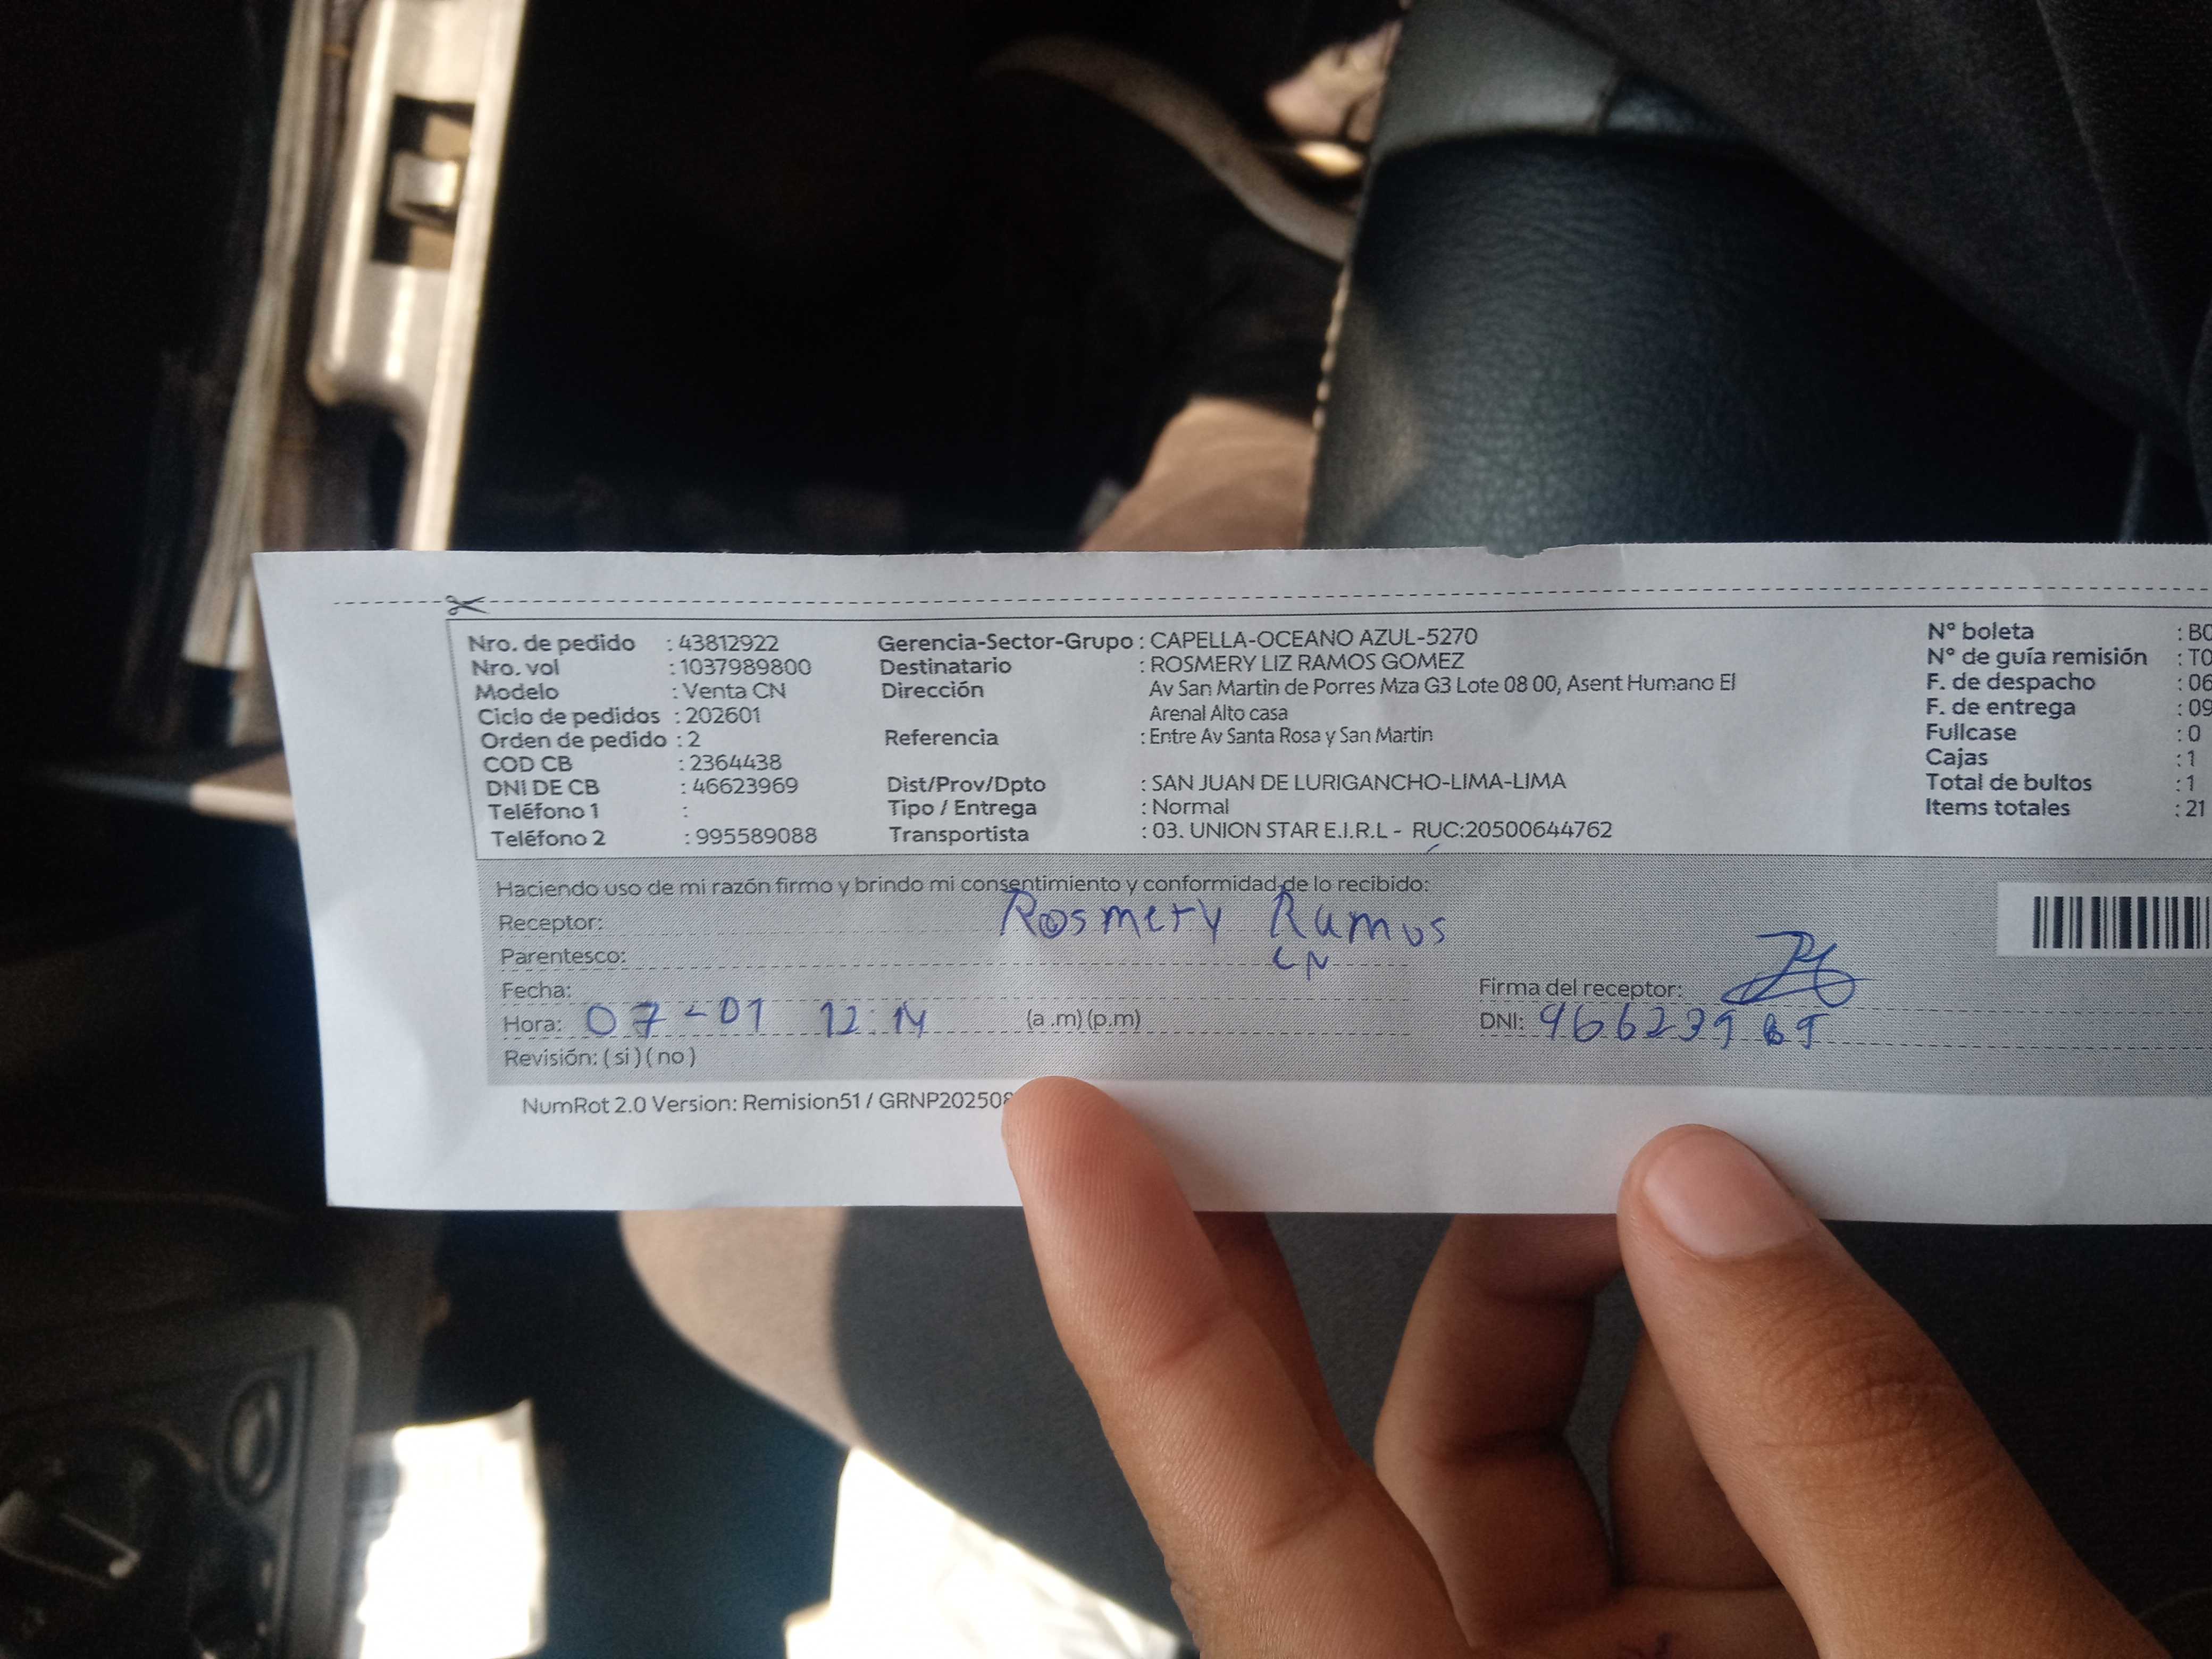 Nro. de pedido : 43812922 Gerencia-Sector-Grupo : CAPELLA-OCEANO AZUL-5270 N° boleta : B0
Nro. vol : 1037989800 Destinatario : ROSMERY LIZ RAMOS GOMEZ N° de guía remisión : T0
Modelo : Venta CN Dirección Av San Martin de Porres Mza G3 Lote 08 00, Asent Humano El F. de despacho : 06
Ciclo de pedidos : 202601 Arenal Alto casa F. de entrega : 09
Orden de pedido : 2 Referencia : Entre Av Santa Rosa y San Martin Fullcase : 0
COD CB : 2364438 Cajas : 1
DNI DE CB : 46623969 Dist/Prov/Dpto : SAN JUAN DE LURIGANCHO-LIMA-LIMA Total de bultos : 1
Teléfono 1 : Tipo / Entrega : Normal Items totales : 21
Teléfono 2 : 995589088 Transportista : 03. UNION STAR E.I.R.L - RUC:20500644762
Haciendo uso de mi razón firmo y brindo mi consentimiento y conformidad de lo recibido:
Receptor: Rosmery Ramos
Parentesco: CN
Fecha: Firma del receptor:
Hora: 07-01 12:14 (a .m) (p.m) DNI:
Revisión: ( si ) ( no )
NumRot 2.0 Version: Remision51 / GRNP202508